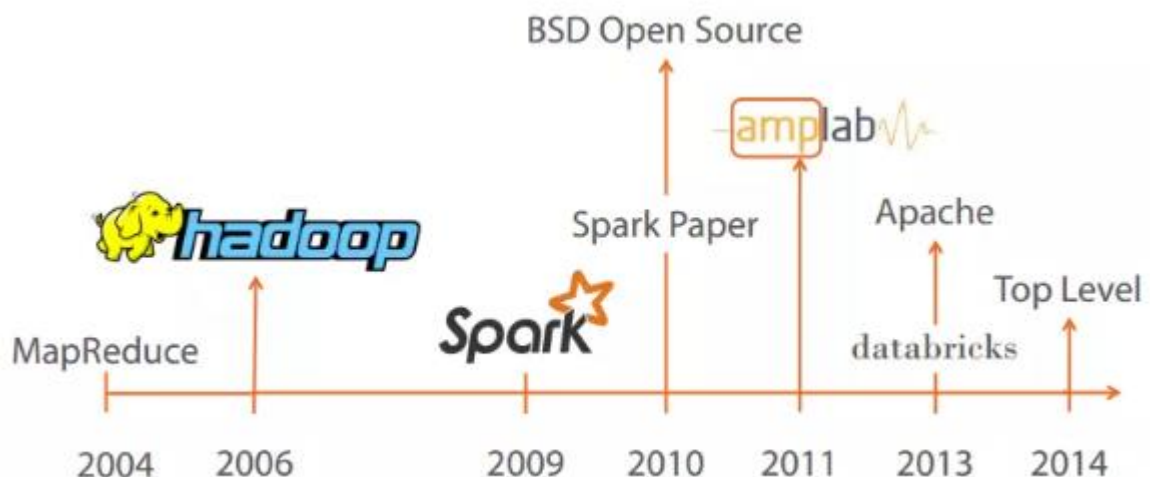 BSD Open Source
amplab
hadoop
Spark Paper
Apache
Spark
Top Level
MapReduce
databricks
2004 2006 2009 2010 2011 2013 2014